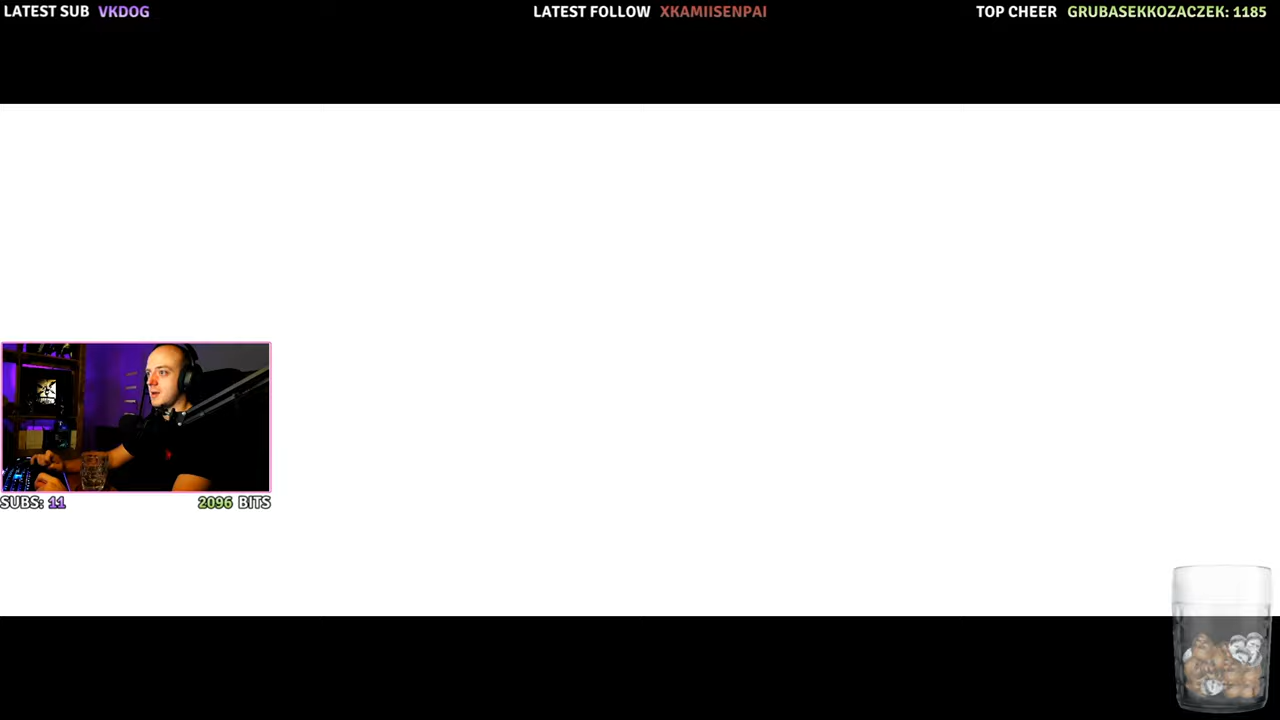 LATEST SUB VKDOG
LATEST FOLLOW XKAMIISENPAI
TOP CHEER GRUBASEKKOZACZEK: 1185
SUBS: 11
2096 BITS